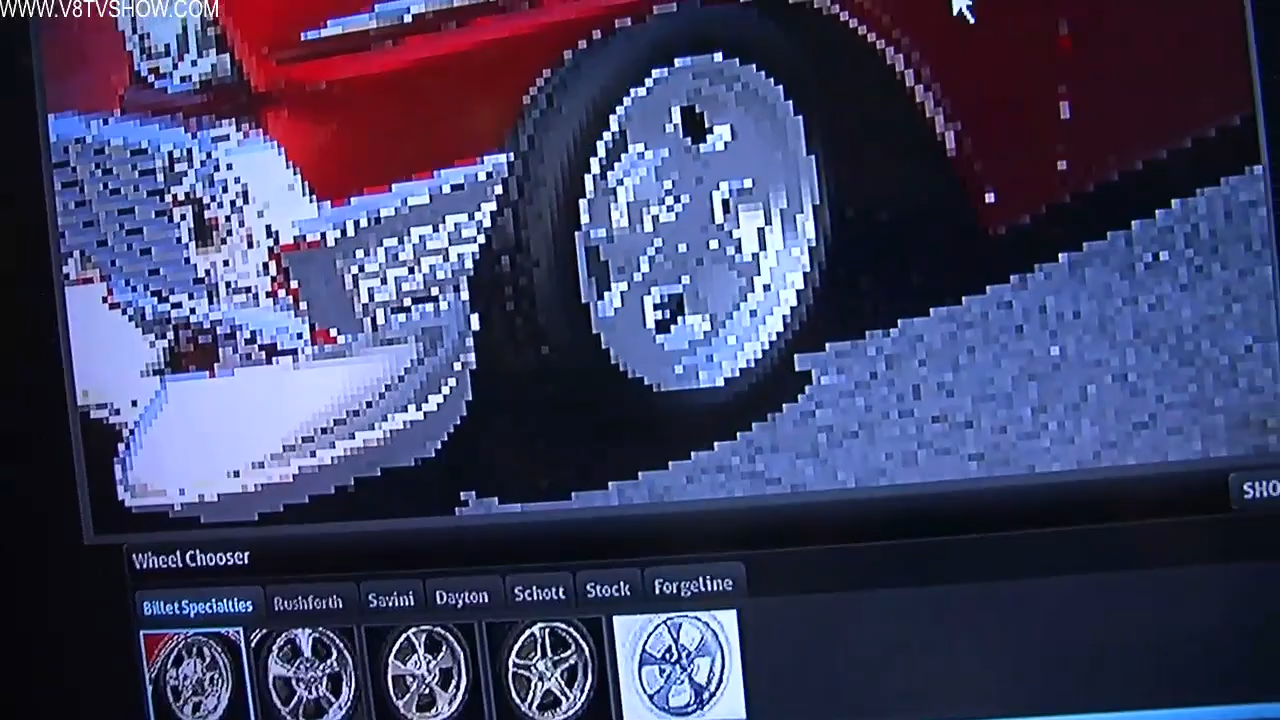 WWW.V8TVSHOW.COM
SHO
Wheel Chooser
Billet Specialties Rushforth Savini Dayton Schott Stock Forgeline